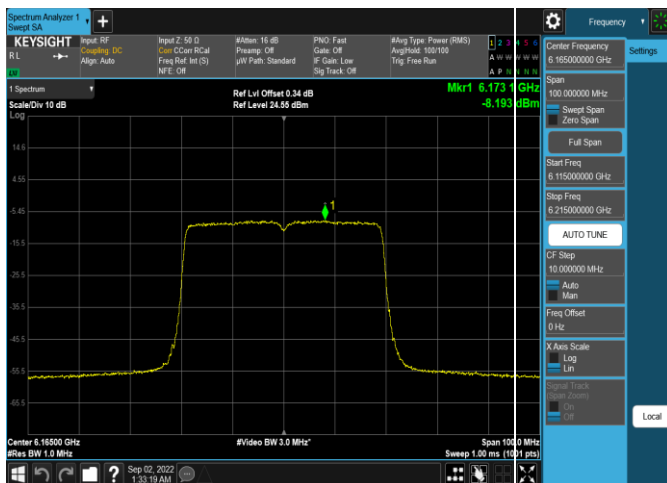 Spectrum Analyzer 1
Swept SA
KEYSIGHT
R L
LV
Input: RF
Coupling: DC
Align: Auto
Input Z: 50 Ω
Corr CCorr RCal
Freq Ref: Int (S)
NFE: Off
#Atten: 16 dB
Preamp: Off
µW Path: Standard
PNO: Fast
Gate: Off
IF Gain: Low
Sig Track: Off
#Avg Type: Power (RMS)
Avg|Hold: 100/100
Trig: Free Run
1 2 3 4 5 6
A W W W W W
A P N N N N
1 Spectrum
Scale/Div 10 dB
Log
Ref Lvl Offset 0.34 dB
Ref Level 24.55 dBm
Mkr1 6.173 1 GHz
-8.193 dBm
14.6
4.55
-5.45
-15.5
-25.5
-35.5
-45.5
-55.5
-65.5
1
Center 6.16500 GHz
#Res BW 1.0 MHz
#Video BW 3.0 MHz*
Span 100.0 MHz
Sweep 1.00 ms (1001 pts)
Sep 02, 2022
1:33:19 AM
Frequency
Settings
Center Frequency
6.165000000 GHz
Span
100.000000 MHz
Swept Span
Zero Span
Full Span
Start Freq
6.115000000 GHz
Stop Freq
6.215000000 GHz
AUTO TUNE
CF Step
10.000000 MHz
Auto
Man
Freq Offset
0 Hz
X Axis Scale
Log
Lin
Signal Track
(Span Zoom)
On
Off
Local